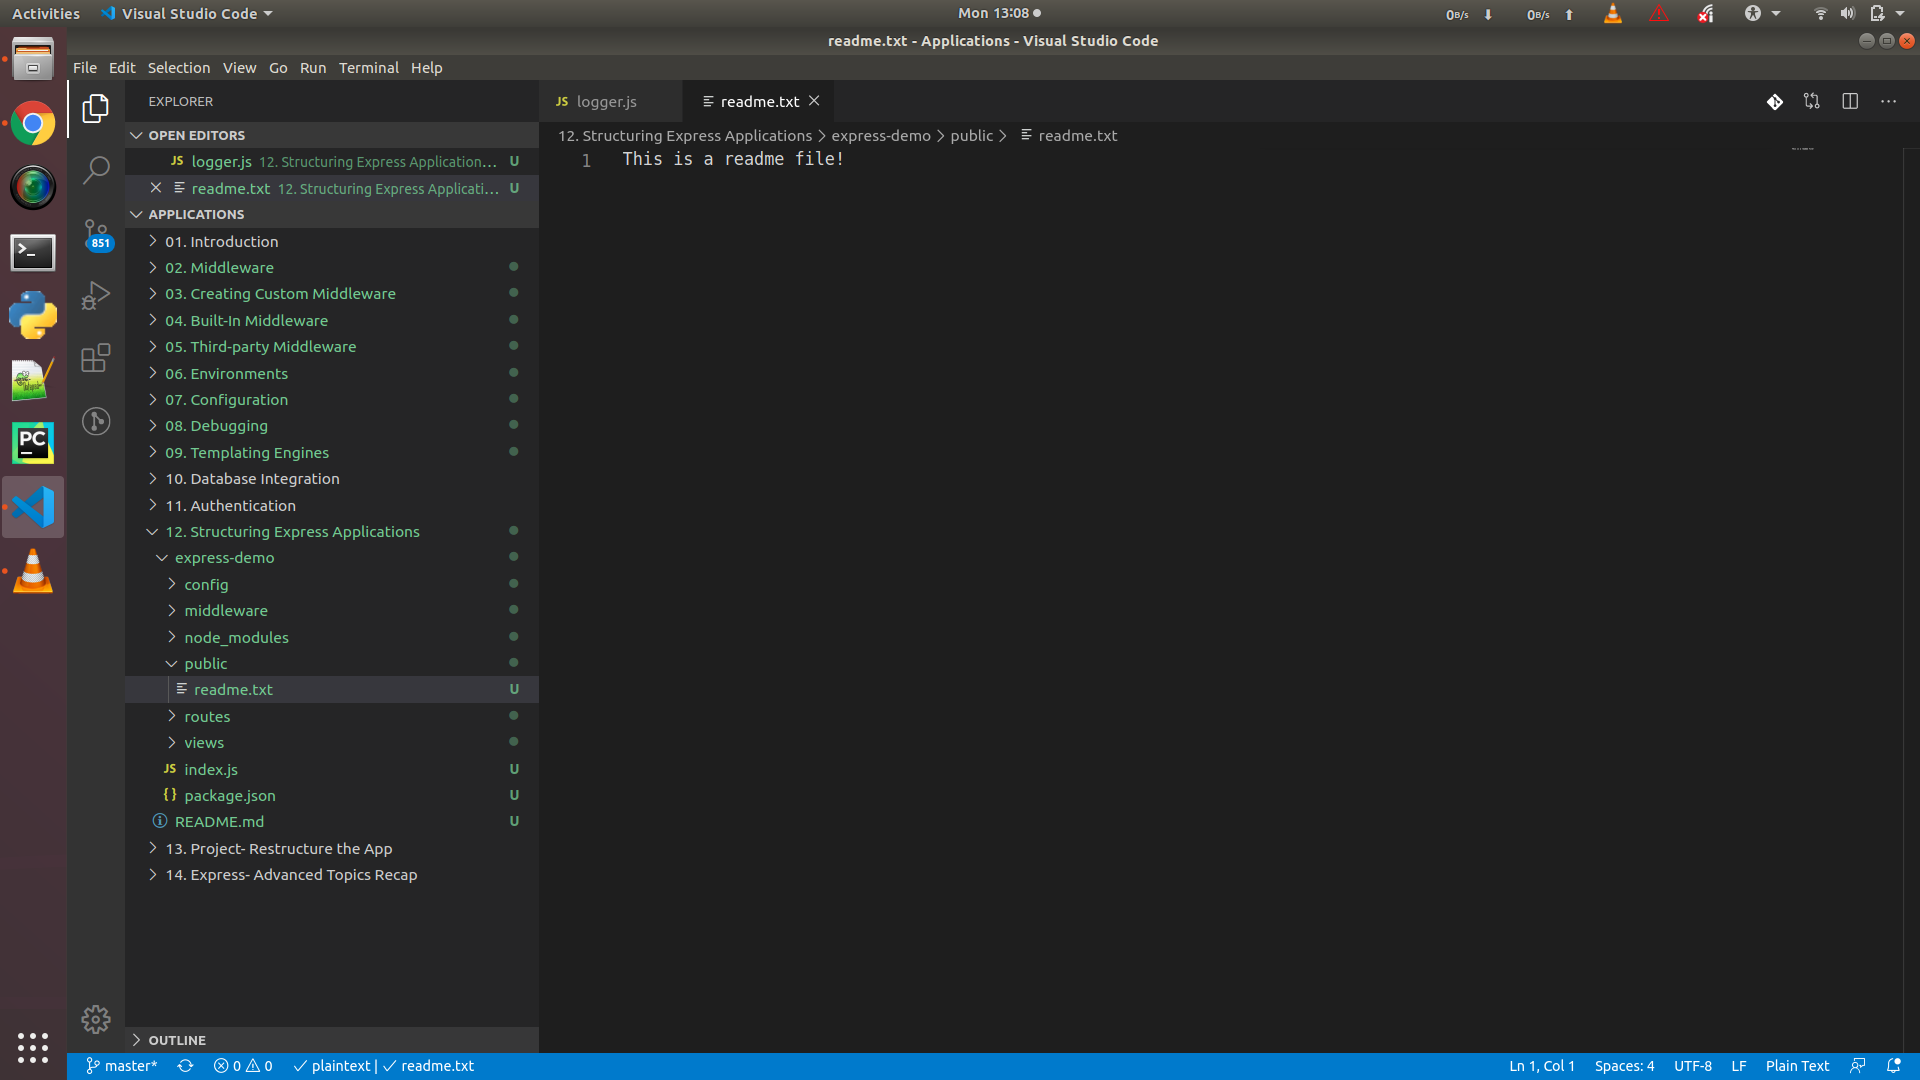 Activities Visual Studio Code Mon 13:08 0B/s 0B/s
readme.txt - Applications - Visual Studio Code
File Edit Selection View Go Run Terminal Help
EXPLORER
OPEN EDITORS
JS logger.js 12. Structuring Express Application... U
readme.txt 12. Structuring Express Applicati... U
APPLICATIONS
01. Introduction
02. Middleware
03. Creating Custom Middleware
04. Built-In Middleware
05. Third-party Middleware
06. Environments
07. Configuration
08. Debugging
09. Templating Engines
10. Database Integration
11. Authentication
12. Structuring Express Applications
express-demo
config
middleware
node_modules
public
readme.txt U
routes
views
JS index.js U
{} package.json U
README.md U
13. Project- Restructure the App
14. Express- Advanced Topics Recap
OUTLINE
851
PC
JS logger.js readme.txt
12. Structuring Express Applications > express-demo > public > readme.txt
1 This is a readme file!
master* 0 0 plaintext | readme.txt Ln 1, Col 1 Spaces: 4 UTF-8 LF Plain Text